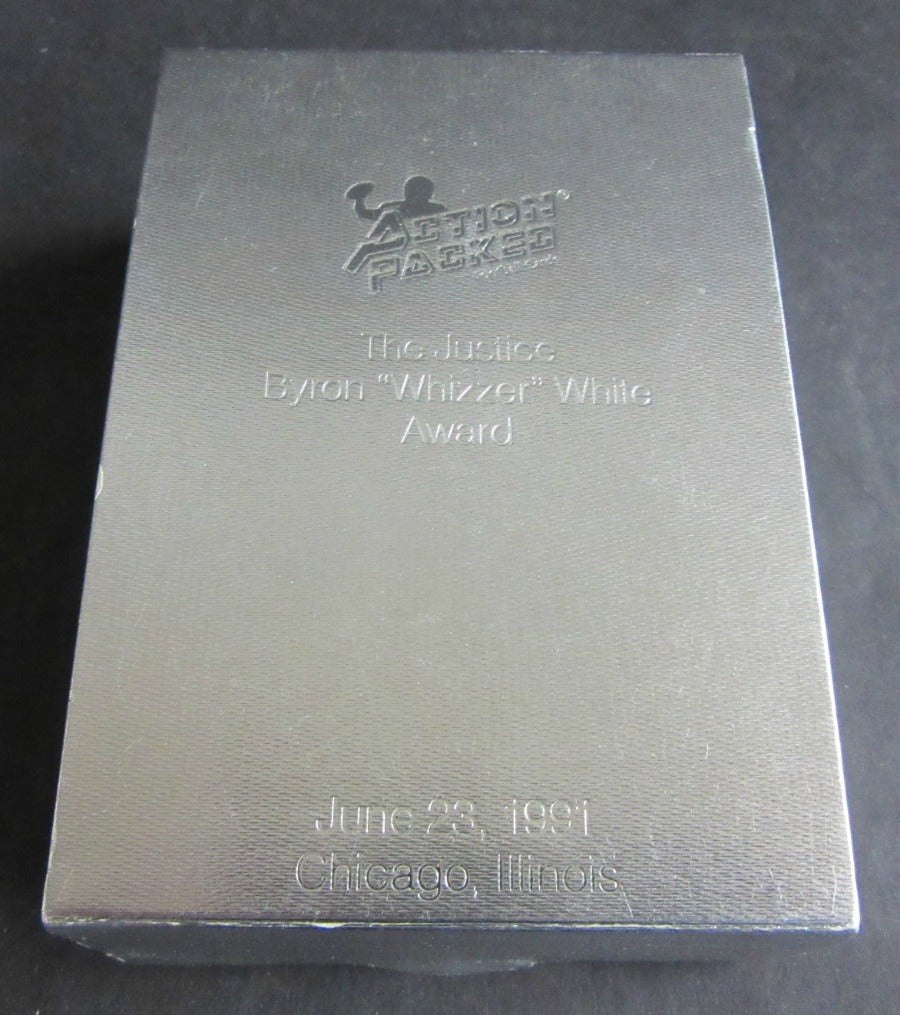 ACTION®
PACKED
The Justice
Byron "Whizzer" White
Award
June 23, 1991
Chicago, Illinois